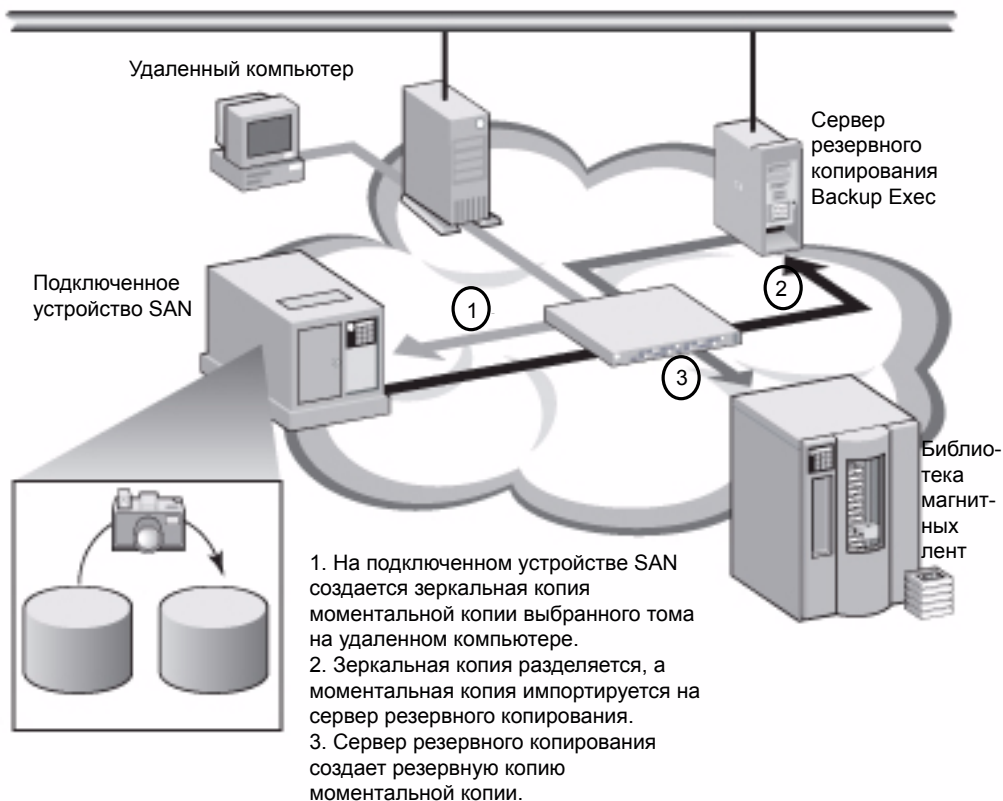 Удаленный компьютер
Сервер
резервного
копирования
Backup Exec
Подключенное
устройство SAN
1
2
3
Библио-
тека
магнит-
ных
лент
1. На подключенном устройстве SAN
создается зеркальная копия
моментальной копии выбранного тома
на удаленном компьютере.
2. Зеркальная копия разделяется, а
моментальная копия импортируется на
сервер резервного копирования.
3. Сервер резервного копирования
создает резервную копию
моментальной копии.